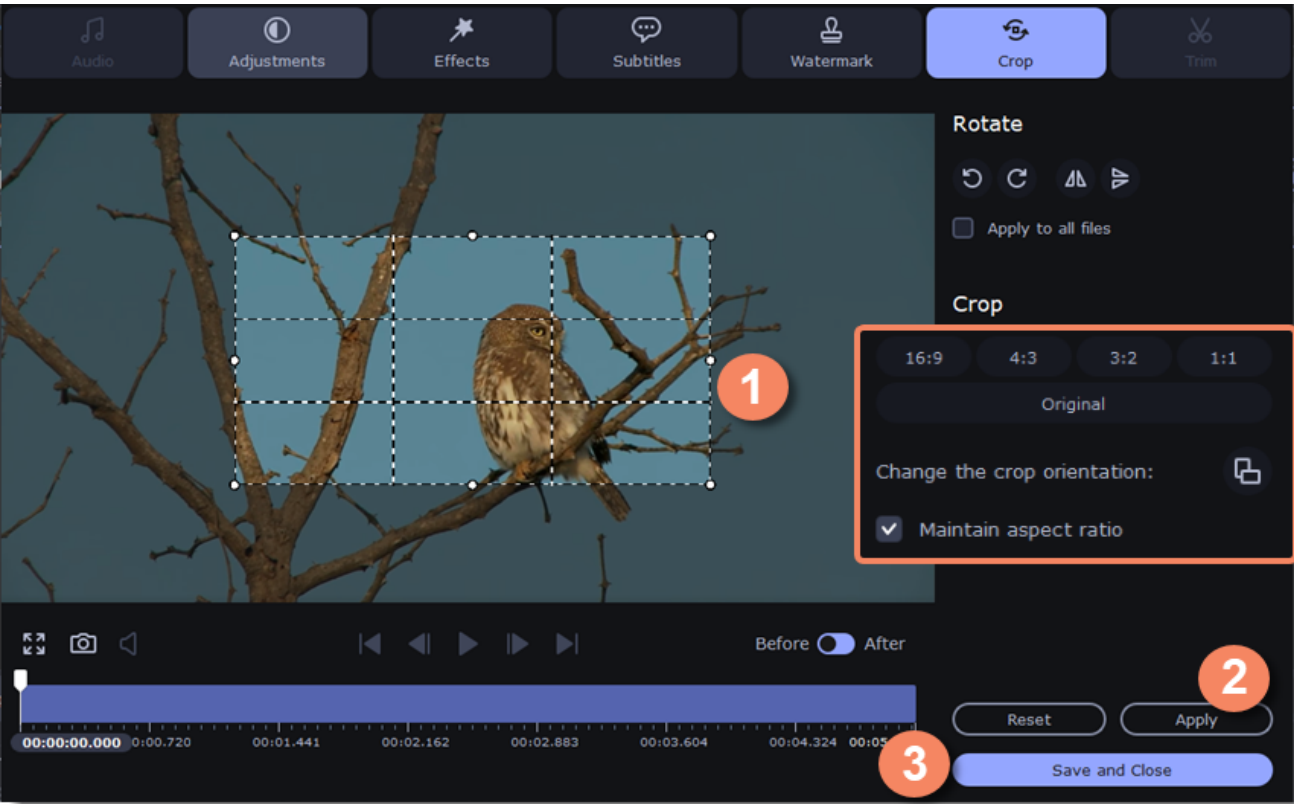 Audio
Adjustments
Effects
Subtitles
Watermark
Crop
Trim
Rotate
Apply to all files
Crop
16:9 4:3 3:2 1:1
Original
Change the crop orientation:
Maintain aspect ratio
1
Before After
2
Reset Apply
00:00:00.000 0:00.720 00:01.441 00:02.162 00:02.883 00:03.604 00:04.324
3
Save and Close